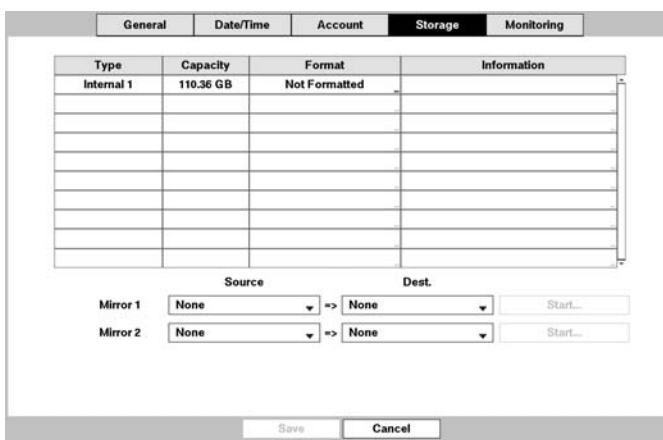 General Date/Time Account Storage Monitoring
Type Capacity Format Information
Internal 1 110.36 GB Not Formatted
Source Dest.
Mirror 1 None => None Start...
Mirror 2 None => None Start...
Save Cancel